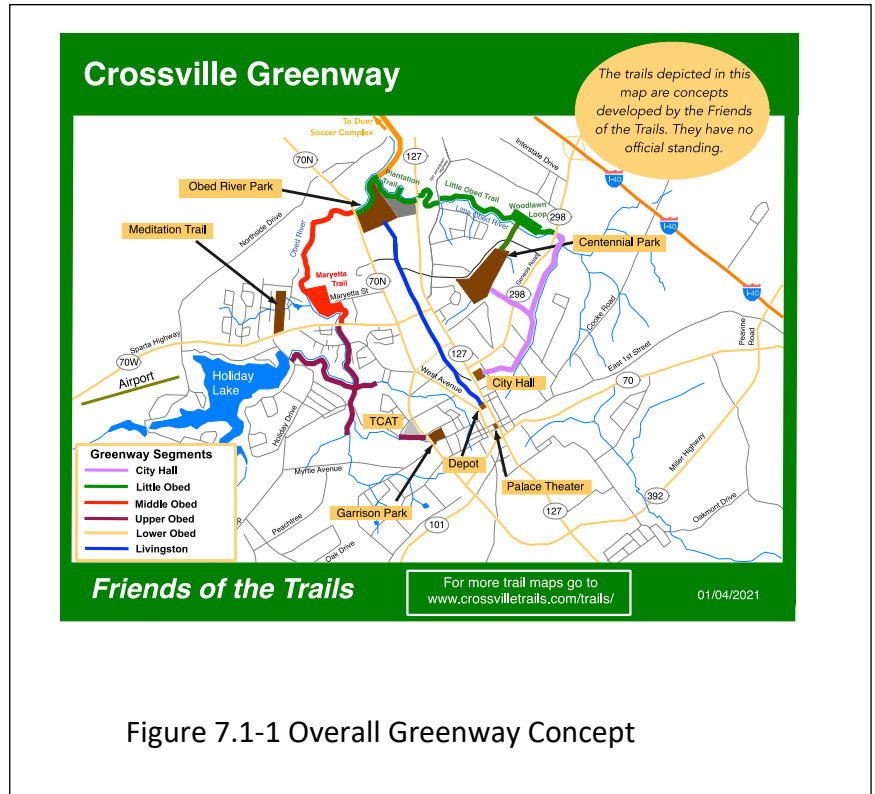 Crossville Greenway
The trails depicted in this
map are concepts
developed by the Friends
of the Trails. They have no
official standing.
To Duer
Soccer Complex
70N
127
Interstate Drive
I-40
Obed River Park
Plantation
Trail
Little Obed Trail
Woodlawn
Loop
Little Obed River
298
Meditation Trail
Northside Drive
Obed River
Centennial Park
Genesis Road
Maryetta
Trail
Maryetta St
70N
298
I-40
I-40
Cooke Road
Peavine
Road
Sparta Highway
70W
127
East 1st Street
70
Airport
Holiday
Lake
West Avenue
City Hall
Holiday Drive
TCAT
Depot
Palace Theater
Miller Highway
Greenway Segments
City Hall
Little Obed
Middle Obed
Upper Obed
Lower Obed
Livingston
Myrtle Avenue
Garrison Park
Peachtree
Oak Drive
101
127
392
Oakmont Drive
Friends of the Trails
For more trail maps go to
www.crossvilletrails.com/trails/
01/04/2021
Figure 7.1-1 Overall Greenway Concept